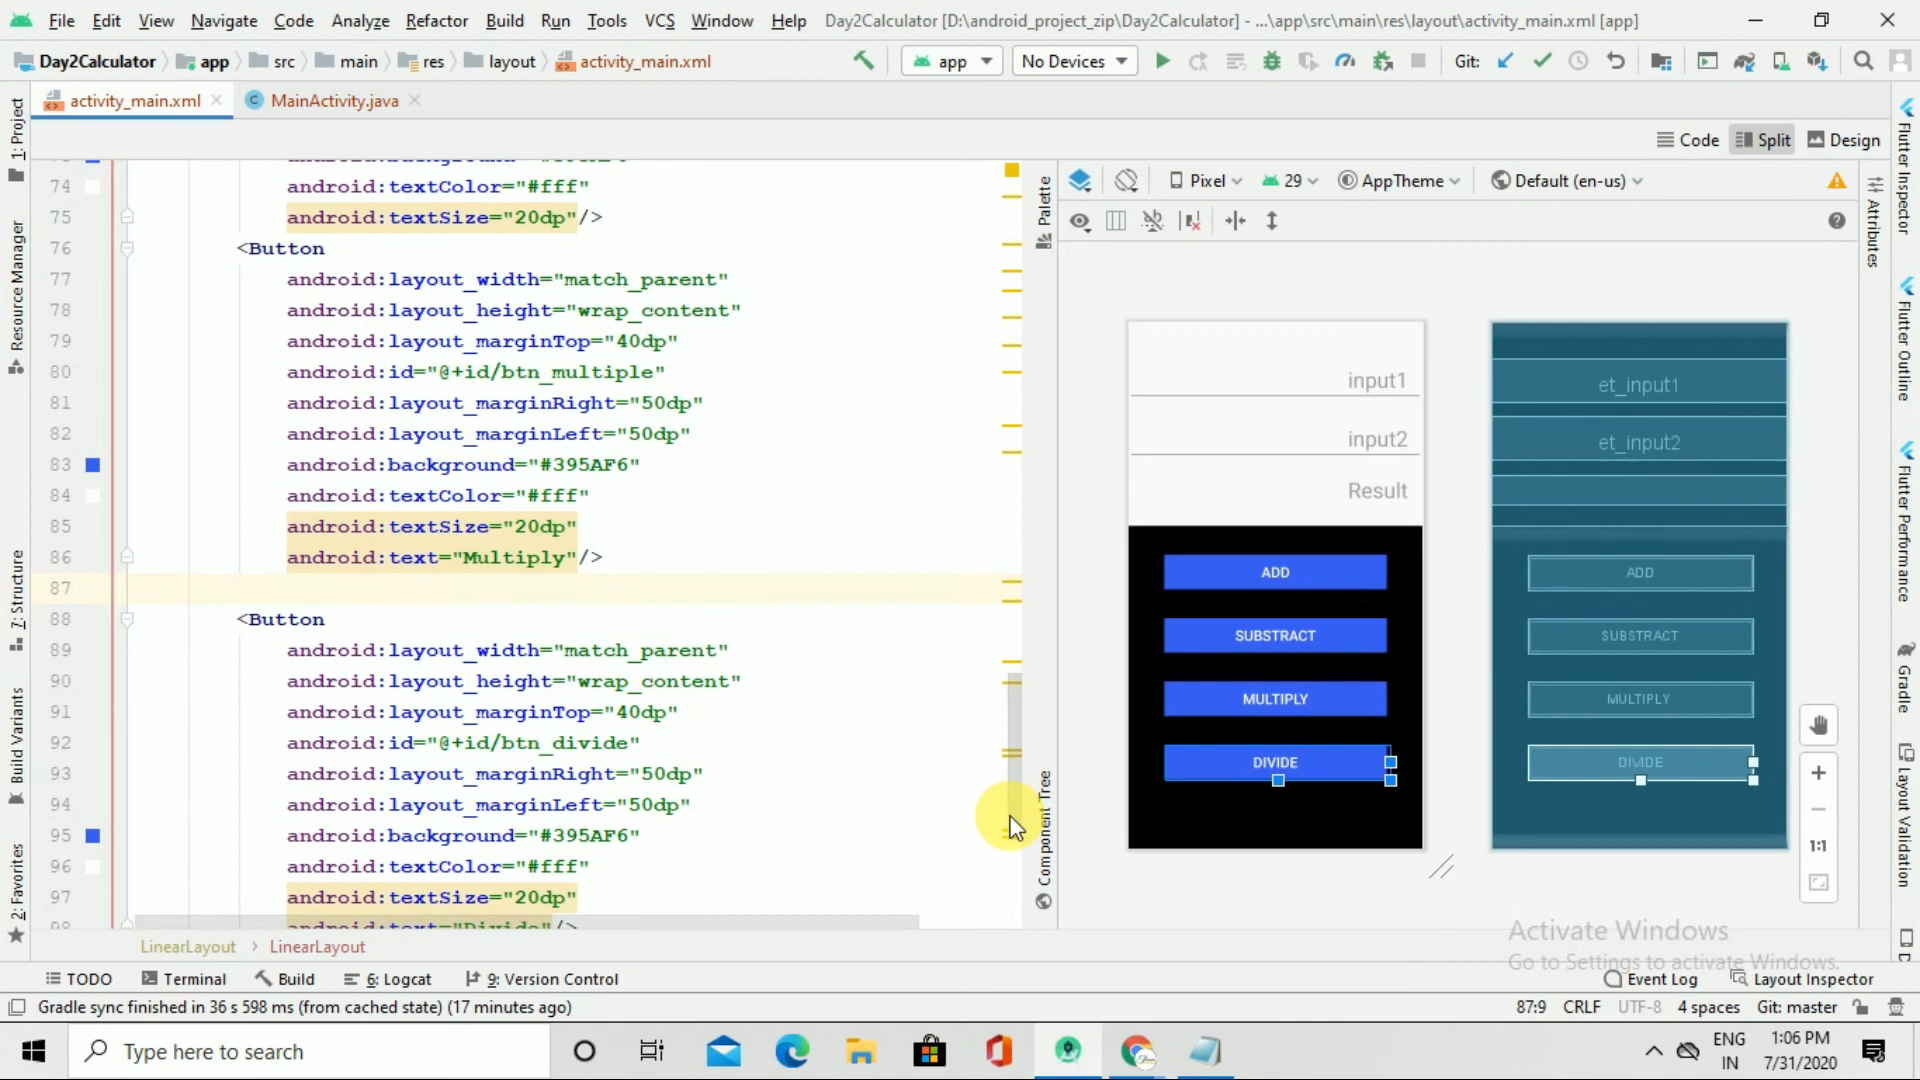 File Edit View Navigate Code Analyze Refactor Build Run Tools VCS Window Help Day2Calculator [D:\android_project_zip\Day2Calculator] - ...\app\src\main\res\layout\activity_main.xml [app]
Day2Calculator app src main res layout activity_main.xml app No Devices Git:
activity_main.xml MainActivity.java
Code Split Design
Pixel 29 AppTheme Default (en-us)
74 android:textColor="#fff"
75 android:textSize="20dp"/>
76 <Button
77 android:layout_width="match_parent"
78 android:layout_height="wrap_content"
79 android:layout_marginTop="40dp"
80 android:id="@+id/btn_multiple"
81 android:layout_marginRight="50dp"
82 android:layout_marginLeft="50dp"
83 android:background="#395AF6"
84 android:textColor="#fff"
85 android:textSize="20dp"
86 android:text="Multiply"/>
87
88 <Button
89 android:layout_width="match_parent"
90 android:layout_height="wrap_content"
91 android:layout_marginTop="40dp"
92 android:id="@+id/btn_divide"
93 android:layout_marginRight="50dp"
94 android:layout_marginLeft="50dp"
95 android:background="#395AF6"
96 android:textColor="#fff"
97 android:textSize="20dp"
98 android:text="Divide"/>
LinearLayout > LinearLayout
input1
input2
Result
ADD
SUBSTRACT
MULTIPLY
DIVIDE
et_input1
et_input2
ADD
SUBSTRACT
MULTIPLY
DIVIDE
1:1
1: Project
Resource Manager
7: Structure
Build Variants
2: Favorites
Palette
Component Tree
Attributes
Flutter Inspector
Flutter Outline
Flutter Performance
Gradle
Layout Validation
Activate Windows
Go to Settings to activate Windows.
TODO Terminal Build 6: Logcat 9: Version Control Event Log Layout Inspector
Gradle sync finished in 36 s 598 ms (from cached state) (17 minutes ago) 87:9 CRLF UTF-8 4 spaces Git: master
Type here to search
ENG
IN
1:06 PM
7/31/2020